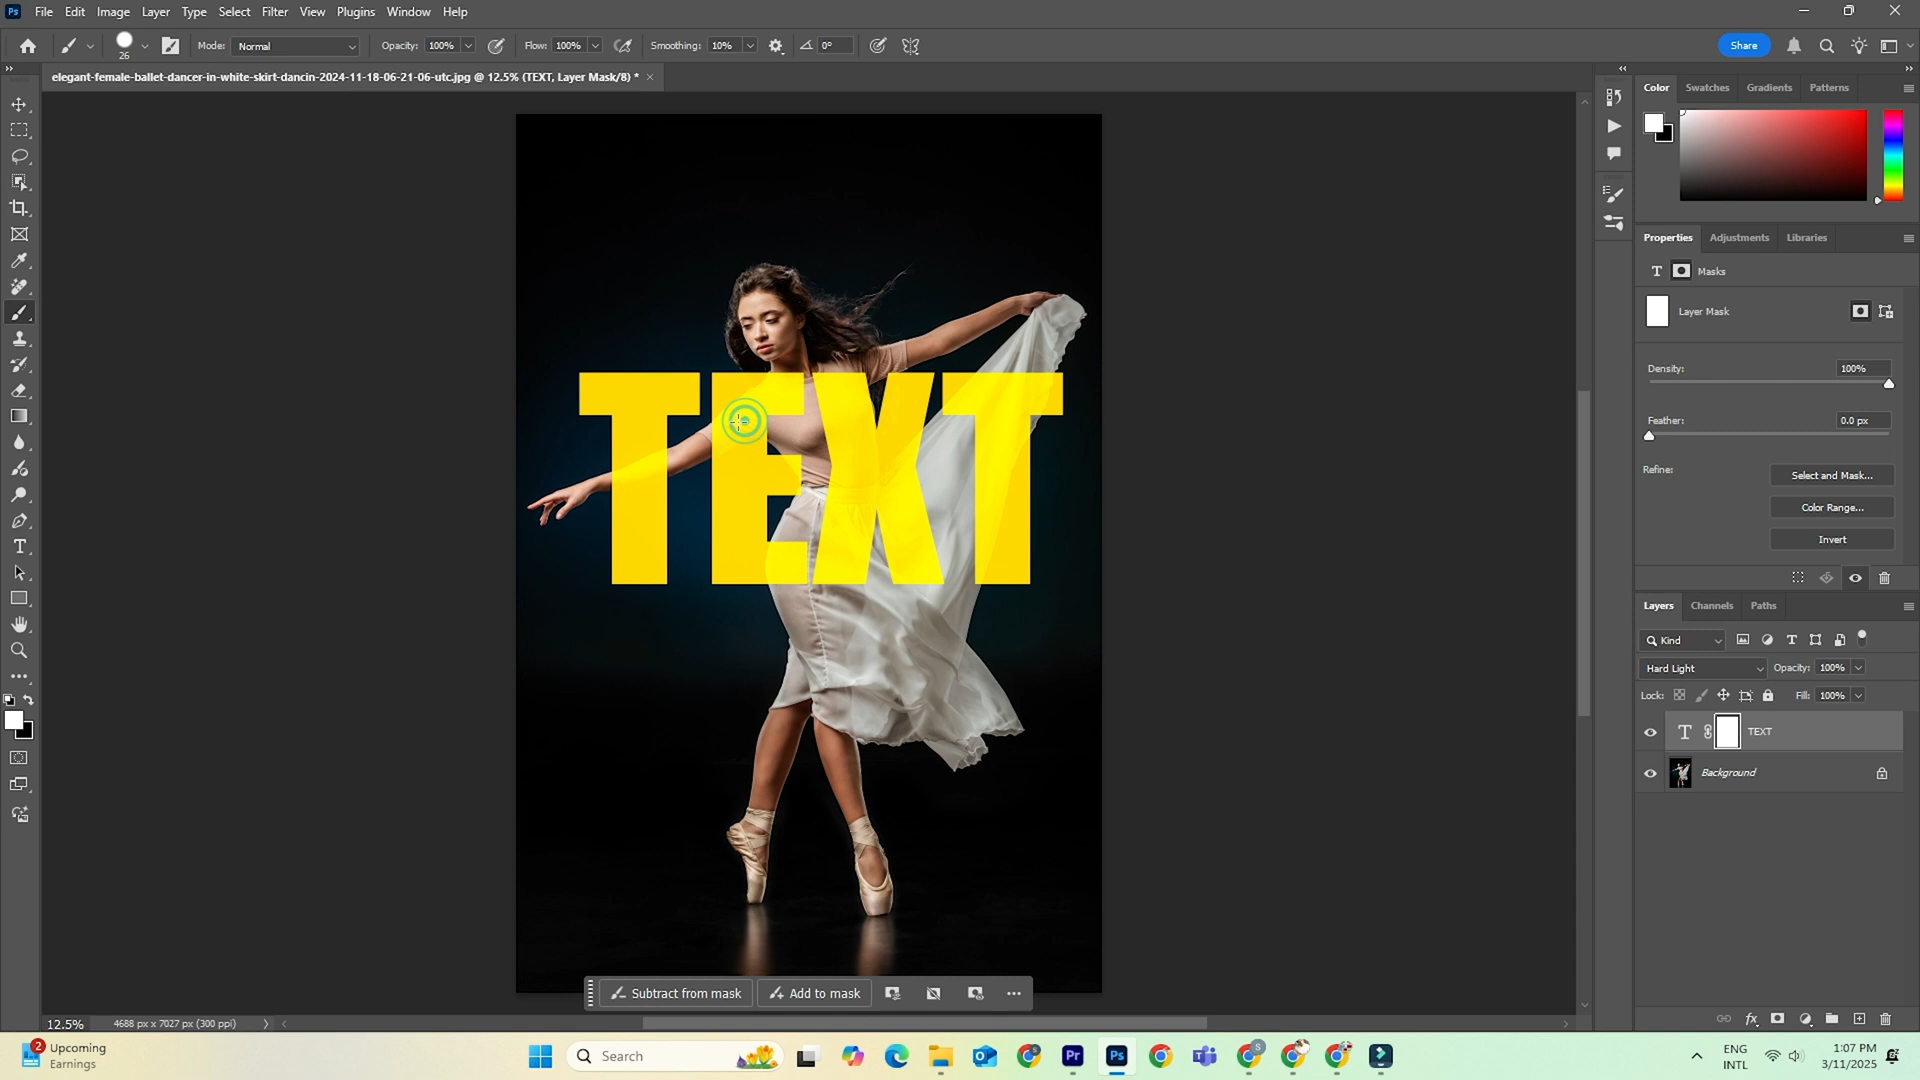 Ps File Edit Image Layer Type Select Filter View Plugins Window Help
26 Mode: Normal Opacity: 100% Flow: 100% Smoothing: 10% 0° Share
elegant-female-ballet-dancer-in-white-skirt-dancin-2024-11-18-06-21-06-utc.jpg @ 12.5% (TEXT, Layer Mask/8) *
Color Swatches Gradients Patterns
Properties Adjustments Libraries
Masks
Layer Mask
Density: 100%
Feather: 0.0 px
Refine: Select and Mask...
Color Range...
Invert
Layers Channels Paths
Kind
Hard Light Opacity: 100%
Lock: Fill: 100%
TEXT
Background
TEXT
Subtract from mask Add to mask
12.5% 4688 px x 7027 px (300 ppi)
2 Upcoming
Earnings
Search
Pr Ps
S
ENG
INTL
1:07 PM
3/11/2025